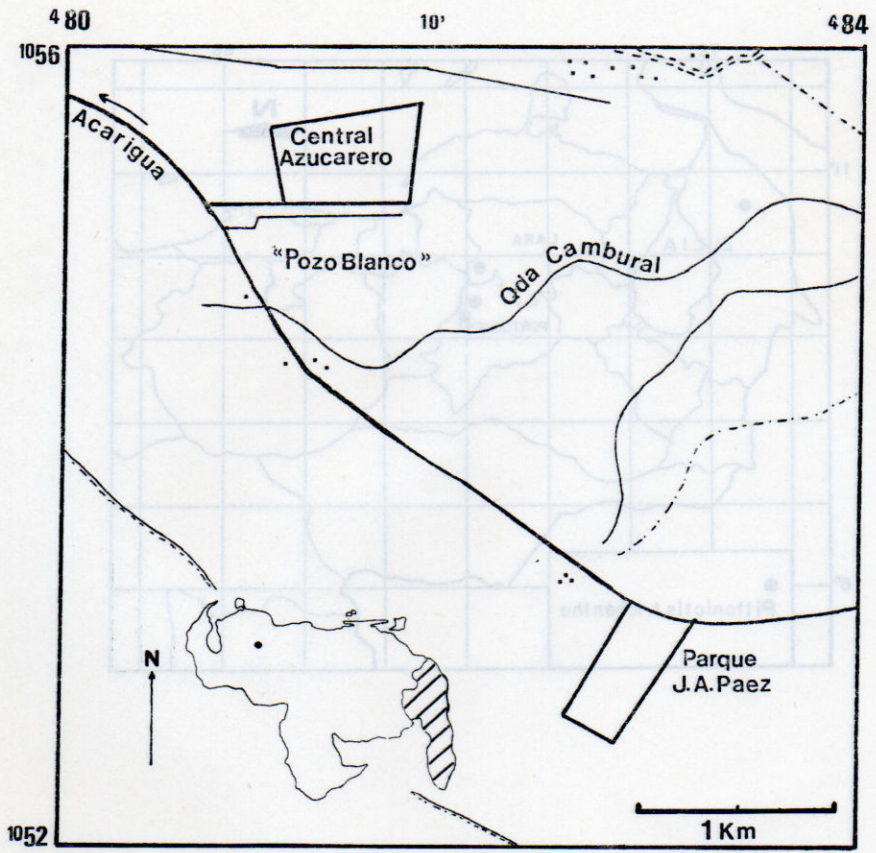 480 10' 484
1056
Acarigua
Central
Azucarero
"Pozo Blanco"
Qda Cambural
N
Parque
J.A.Paez
1 Km
1052